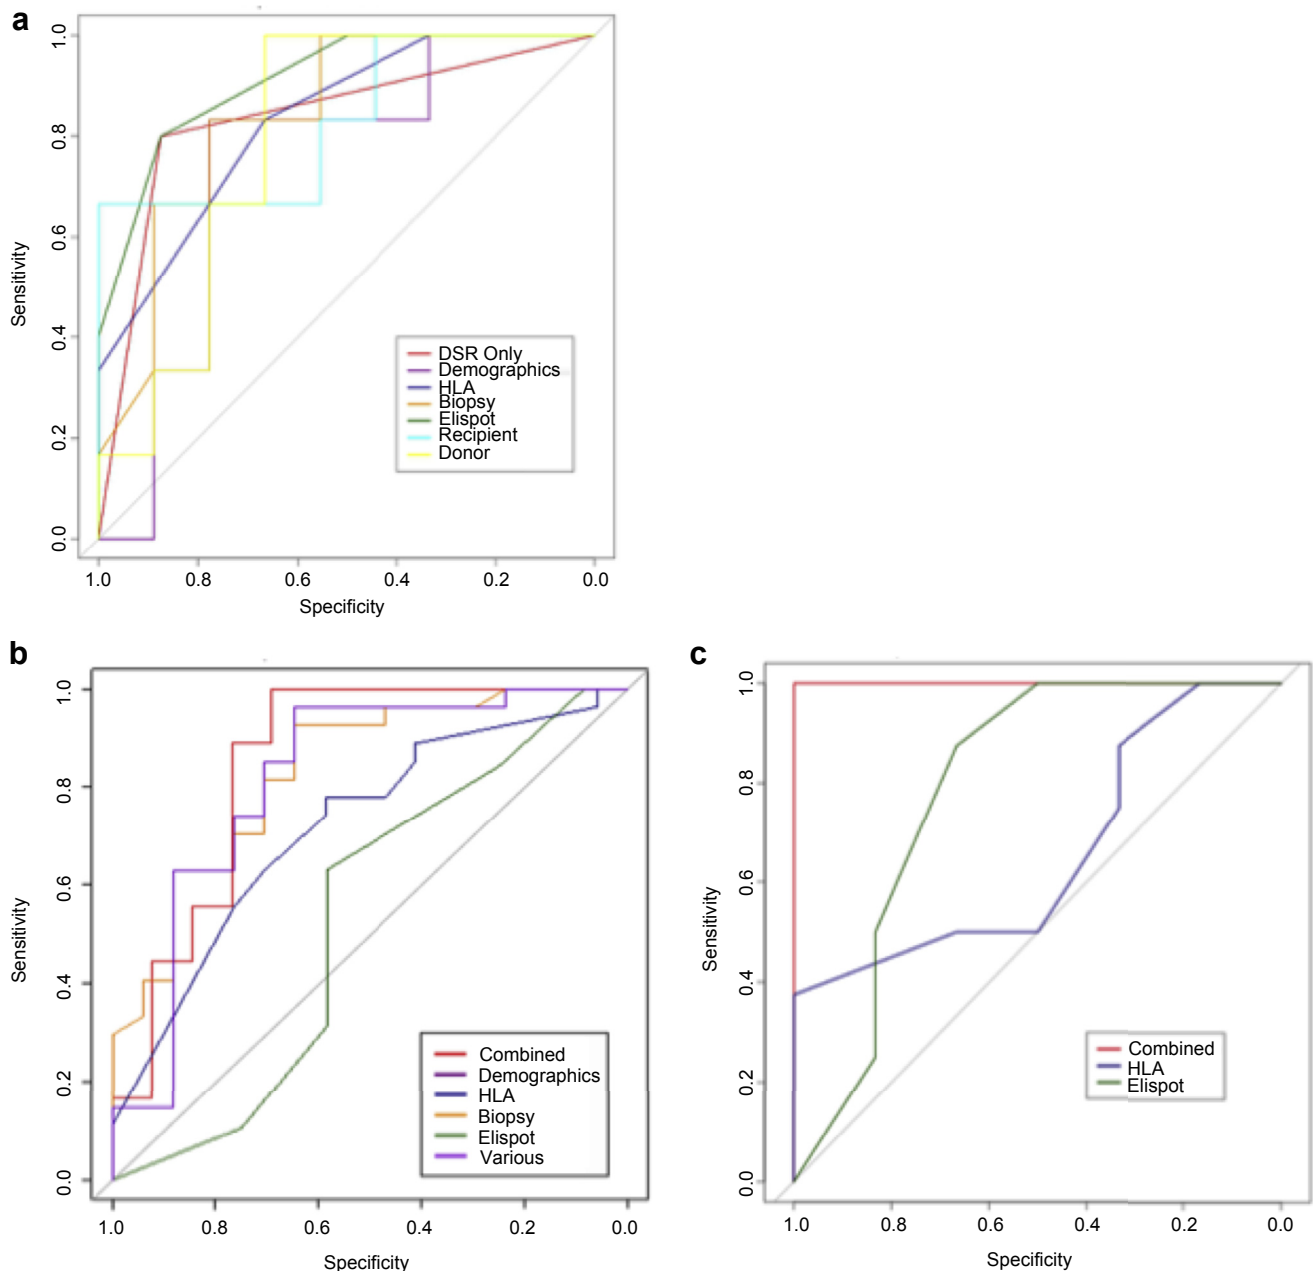 a
1.0
0.8
0.6
0.4
0.2
0.0
Sensitivity
DSR Only
Demographics
HLA
Biopsy
Elispot
Recipient
Donor
1.0 0.8 0.6 0.4 0.2 0.0
Specificity
b
1.0
0.8
0.6
0.4
0.2
0.0
Sensitivity
Combined
Demographics
HLA
Biopsy
Elispot
Various
1.0 0.8 0.6 0.4 0.2 0.0
Specificity
c
1.0
0.8
0.6
0.4
0.2
0.0
Sensitivity
Combined
HLA
Elispot
1.0 0.8 0.6 0.4 0.2 0.0
Specificity